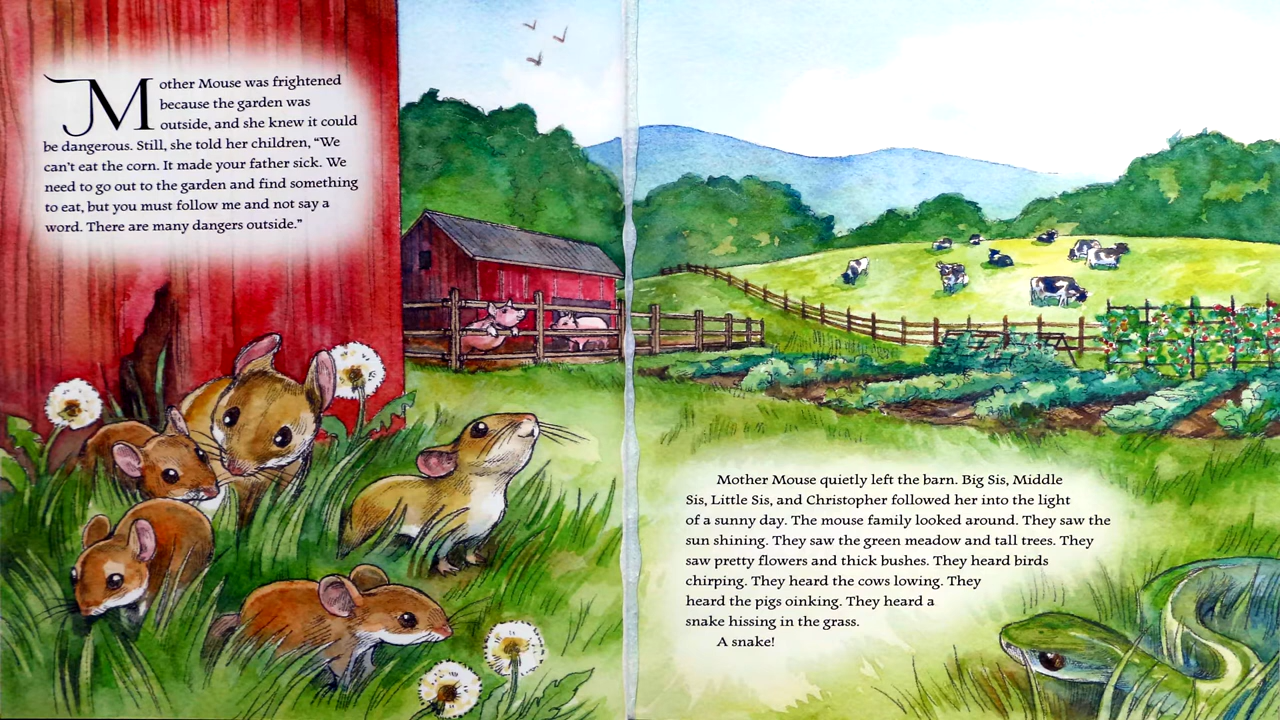 Mother Mouse was frightened
because the garden was
outside, and she knew it could
be dangerous. Still, she told her children, “We
can’t eat the corn. It made your father sick. We
need to go out to the garden and find something
to eat, but you must follow me and not say a
word. There are many dangers outside.”
Mother Mouse quietly left the barn. Big Sis, Middle
Sis, Little Sis, and Christopher followed her into the light
of a sunny day. The mouse family looked around. They saw the
sun shining. They saw the green meadow and tall trees. They
saw pretty flowers and thick bushes. They heard birds
chirping. They heard the cows lowing. They
heard the pigs oinking. They heard a
snake hissing in the grass.
A snake!